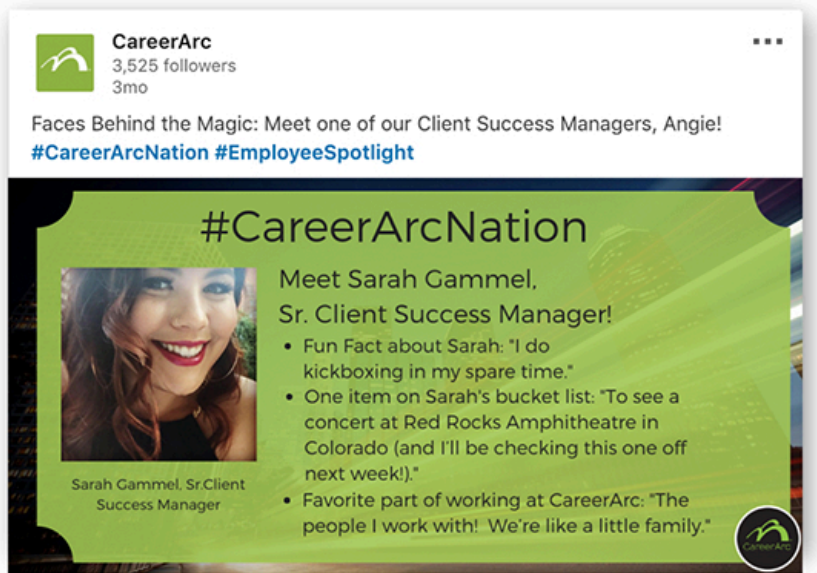 CareerArc
3,525 followers
3mo
Faces Behind the Magic: Meet one of our Client Success Managers, Angie!
#CareerArcNation #EmployeeSpotlight
#CareerArcNation
Meet Sarah Gammel,
Sr. Client Success Manager!
• Fun Fact about Sarah: "I do
kickboxing in my spare time."
• One item on Sarah's bucket list: "To see a
concert at Red Rocks Amphitheatre in
Colorado (and I'll be checking this one off
next week!)."
• Favorite part of working at CareerArc: "The
people I work with! We're like a little family."
Sarah Gammel, Sr.Client
Success Manager
CareerArc